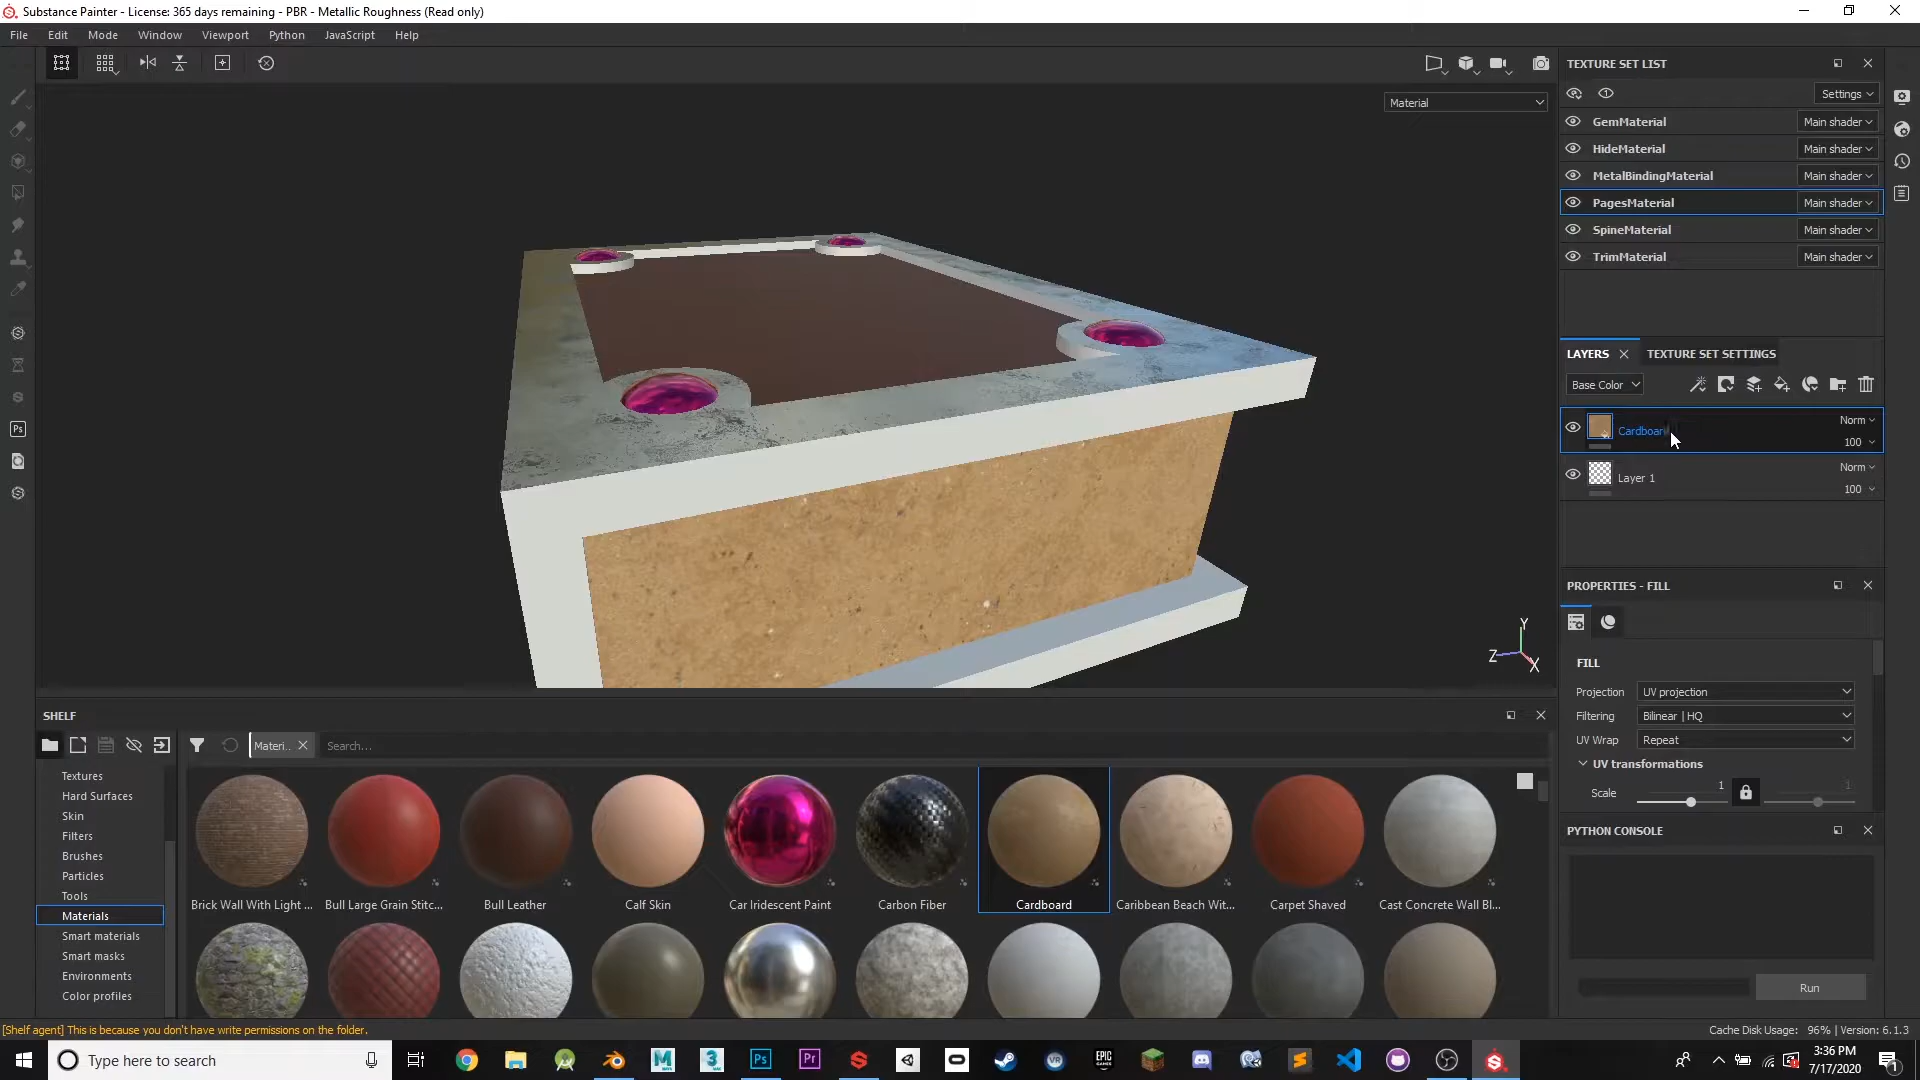 Substance Painter - License: 365 days remaining - PBR - Metallic Roughness (Read only)
File Edit Mode Window Viewport Python JavaScript Help
Material
TEXTURE SET LIST
Settings
GemMaterial Main shader
HideMaterial Main shader
MetalBindingMaterial Main shader
PagesMaterial Main shader
SpineMaterial Main shader
TrimMaterial Main shader
LAYERS TEXTURE SET SETTINGS
Base Color
Norm
Cardboard
100
Norm
Layer 1
100
PROPERTIES - FILL
FILL
Projection UV projection
Filtering Bilinear | HQ
UV Wrap Repeat
UV transformations
Scale 1 1
PYTHON CONSOLE
Run
Y
Z
X
SHELF
Materi.. Search...
Textures
Hard Surfaces
Skin
Filters
Brushes
Particles
Tools
Materials
Smart materials
Smart masks
Environments
Color profiles
Brick Wall With Light ... Bull Large Grain Stitc... Bull Leather Calf Skin Car Iridescent Paint Carbon Fiber Cardboard Caribbean Beach Wit... Carpet Shaved Cast Concrete Wall Bl...
[Shelf agent] This is because you don't have write permissions on the folder.
Cache Disk Usage: 96% | Version: 6.1.3
Type here to search
Ps
Pr
EPIC GAMES
VR
3:36 PM
7/17/2020
1